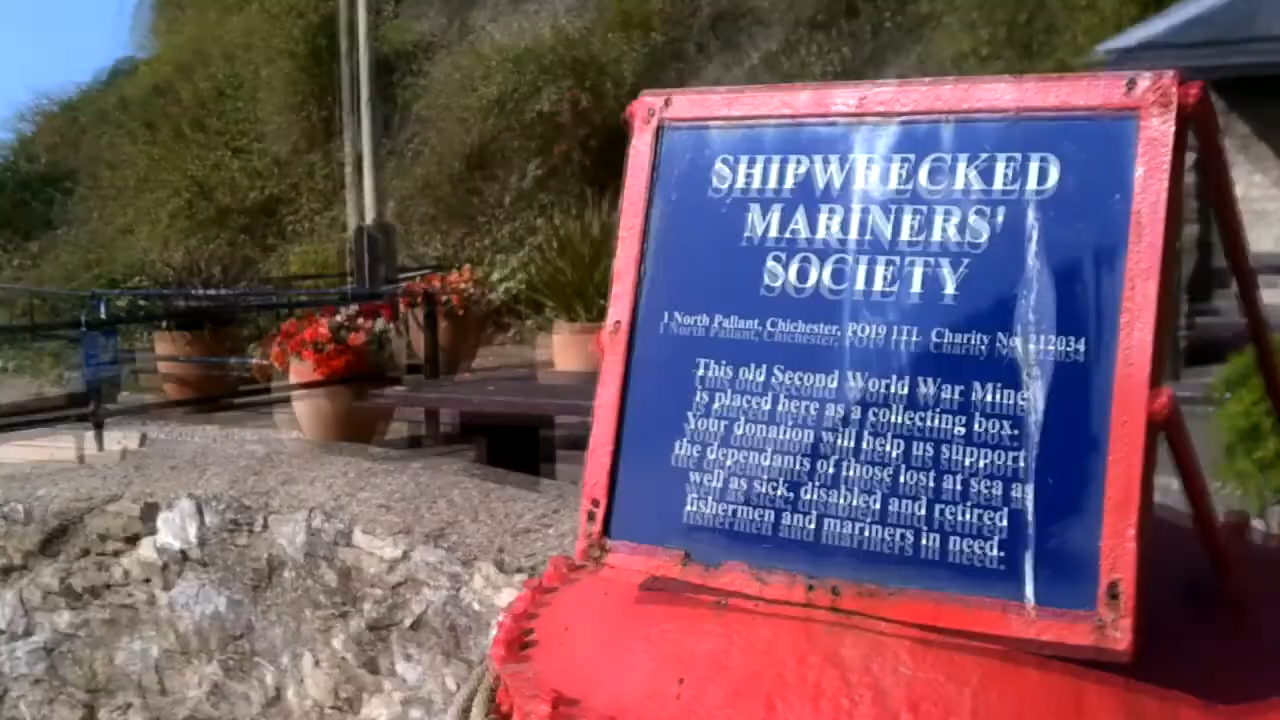 SHIPWRECKED
MARINERS'
SOCIETY
1 North Pallant, Chichester, PO19 1TL Charity No. 212034
This old Second World War Mine
is placed here as a collecting box.
Your donation will help us support
the dependants of those lost at sea as
well as sick, disabled and retired
fishermen and mariners in need.